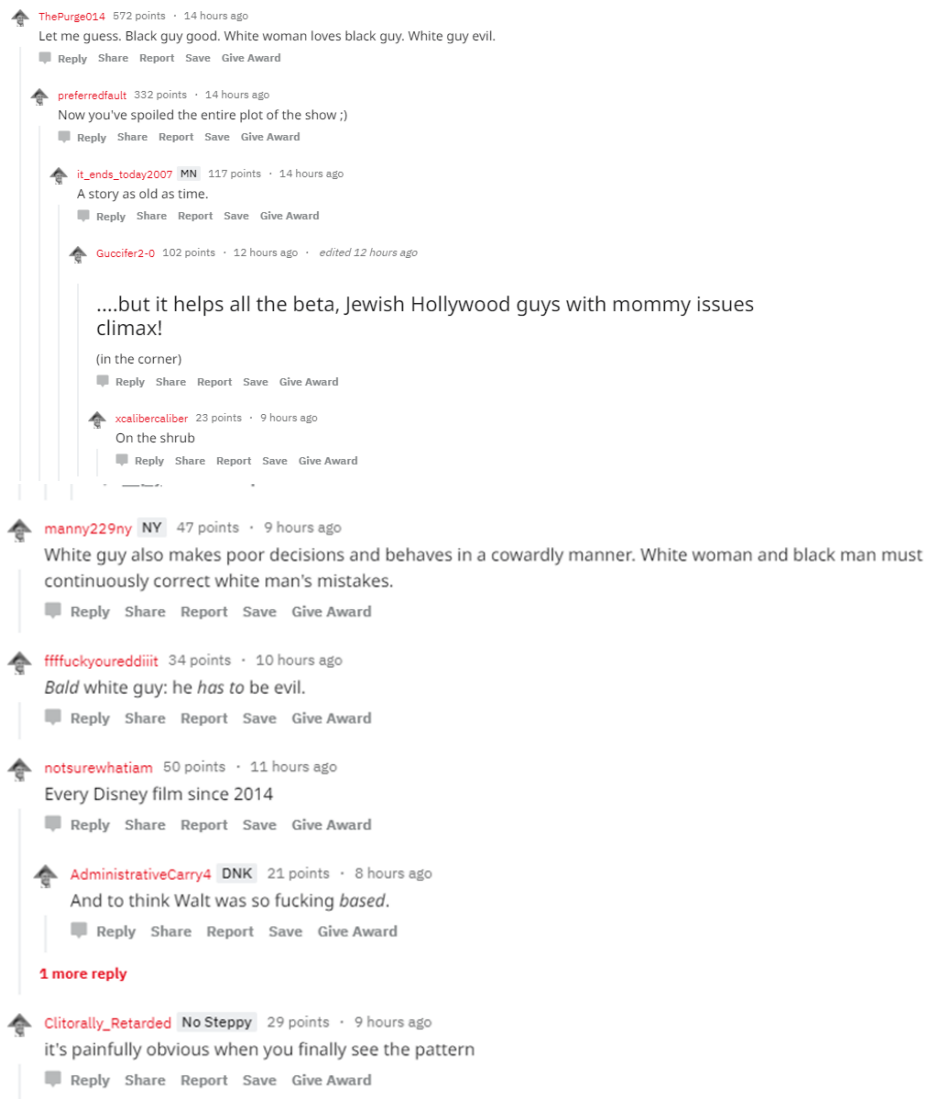 ThePurge014 572 points · 14 hours ago
Let me guess. Black guy good. White woman loves black guy. White guy evil.
Reply Share Report Save Give Award
preferredfault 332 points · 14 hours ago
Now you've spoiled the entire plot of the show ;)
Reply Share Report Save Give Award
it_ends_today2007 MN 117 points · 14 hours ago
A story as old as time.
Reply Share Report Save Give Award
Guccifer2-0 102 points · 12 hours ago · edited 12 hours ago
....but it helps all the beta, Jewish Hollywood guys with mommy issues
climax!
(in the corner)
Reply Share Report Save Give Award
xcalibercaliber 23 points · 9 hours ago
On the shrub
Reply Share Report Save Give Award
manny229ny NY 47 points · 9 hours ago
White guy also makes poor decisions and behaves in a cowardly manner. White woman and black man must
continuously correct white man's mistakes.
Reply Share Report Save Give Award
ffffuckyoureddiiit 34 points · 10 hours ago
Bald white guy: he has to be evil.
Reply Share Report Save Give Award
notsurewhatiam 50 points · 11 hours ago
Every Disney film since 2014
Reply Share Report Save Give Award
AdministrativeCarry4 DNK 21 points · 8 hours ago
And to think Walt was so fucking based.
Reply Share Report Save Give Award
1 more reply
Clitorally_Retarded No Steppy 29 points · 9 hours ago
it's painfully obvious when you finally see the pattern
Reply Share Report Save Give Award